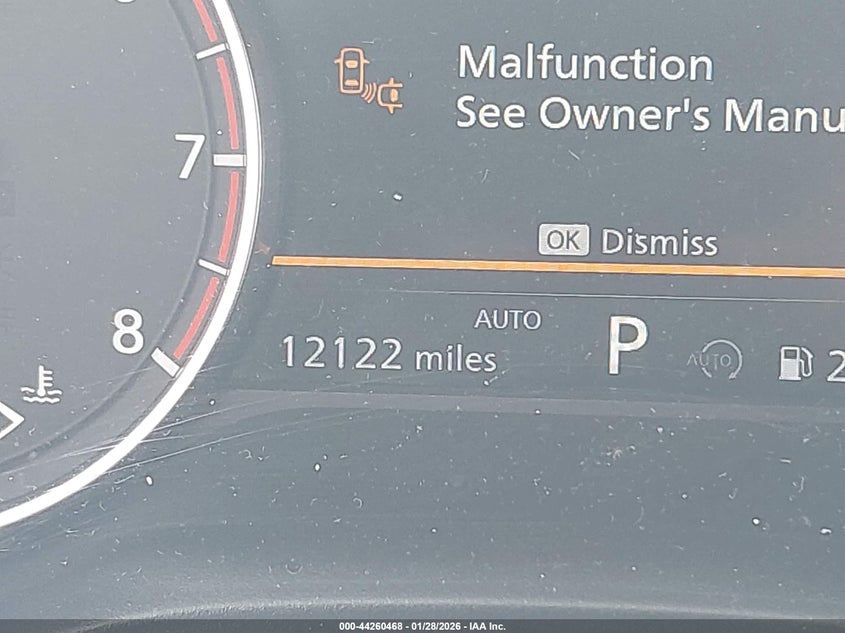 Malfunction
See Owner's Manu
7
OK Dismiss
8
AUTO
12122 miles P AUTO 2
000-44260468 - 01/28/2026 - IAA Inc.